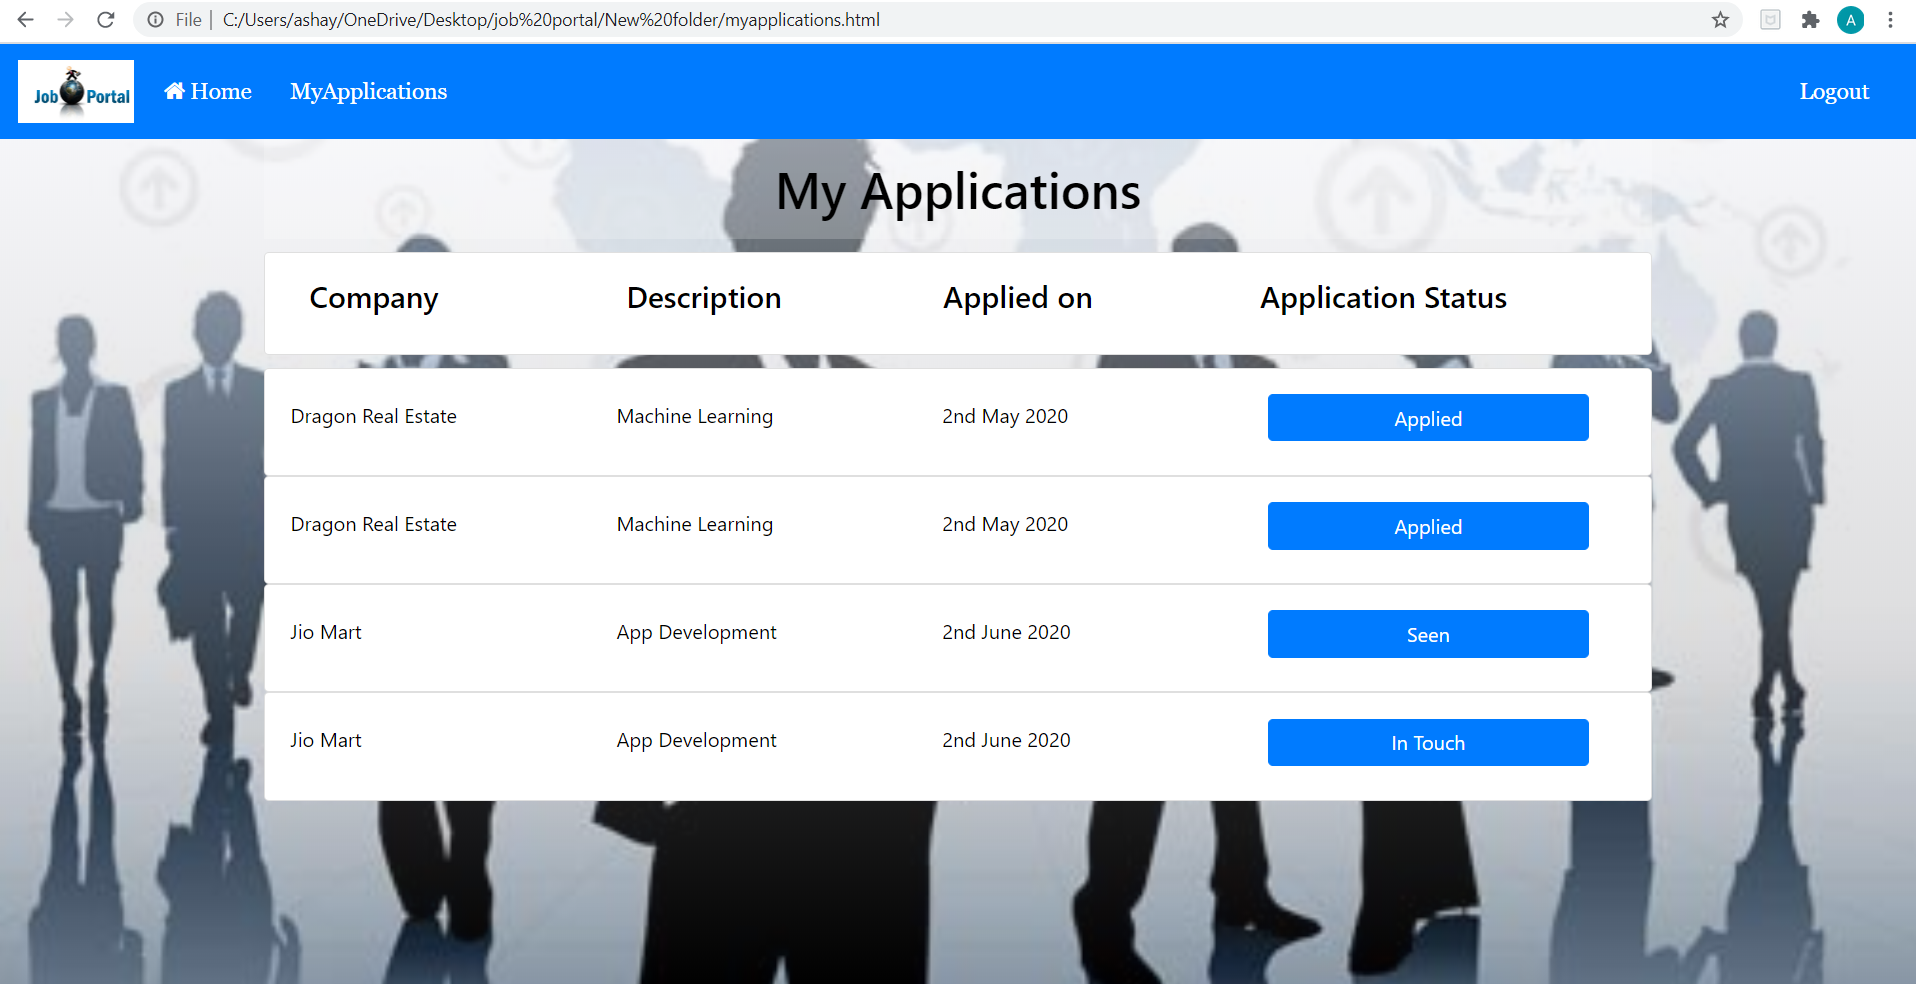 File | C:/Users/ashay/OneDrive/Desktop/job%20portal/New%20folder/myapplications.html
A
Job Portal Home MyApplications Logout
My Applications
Company Description Applied on Application Status
Dragon Real Estate Machine Learning 2nd May 2020 Applied
Dragon Real Estate Machine Learning 2nd May 2020 Applied
Jio Mart App Development 2nd June 2020 Seen
Jio Mart App Development 2nd June 2020 In Touch